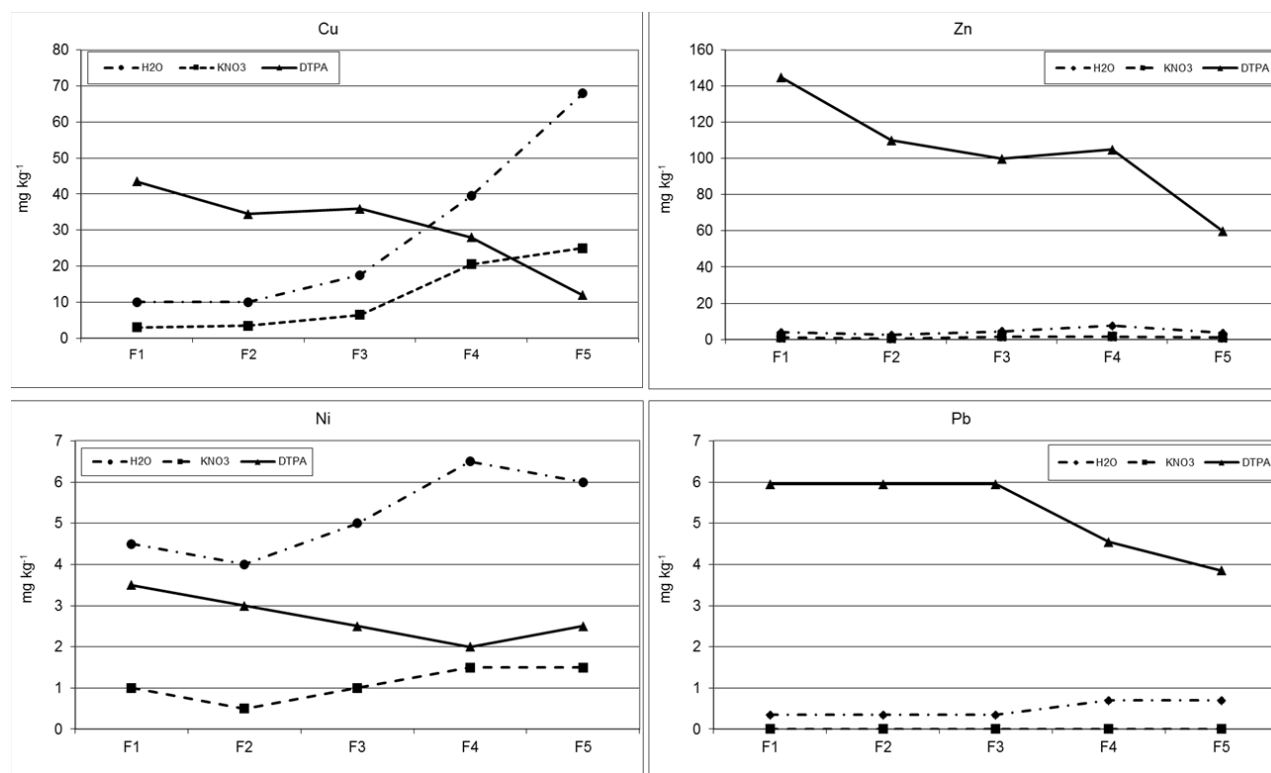 Cu
80
70
60
50
40
30
20
10
0
mg kg-1
H2O KNO3 DTPA
F1 F2 F3 F4 F5
Zn
160
140
120
100
80
60
40
20
0
mg kg-1
H2O KNO3 DTPA
F1 F2 F3 F4 F5
Ni
7
6
5
4
3
2
1
0
mg kg-1
H2O KNO3 DTPA
F1 F2 F3 F4 F5
Pb
7
6
5
4
3
2
1
0
mg kg-1
H2O KNO3 DTPA
F1 F2 F3 F4 F5